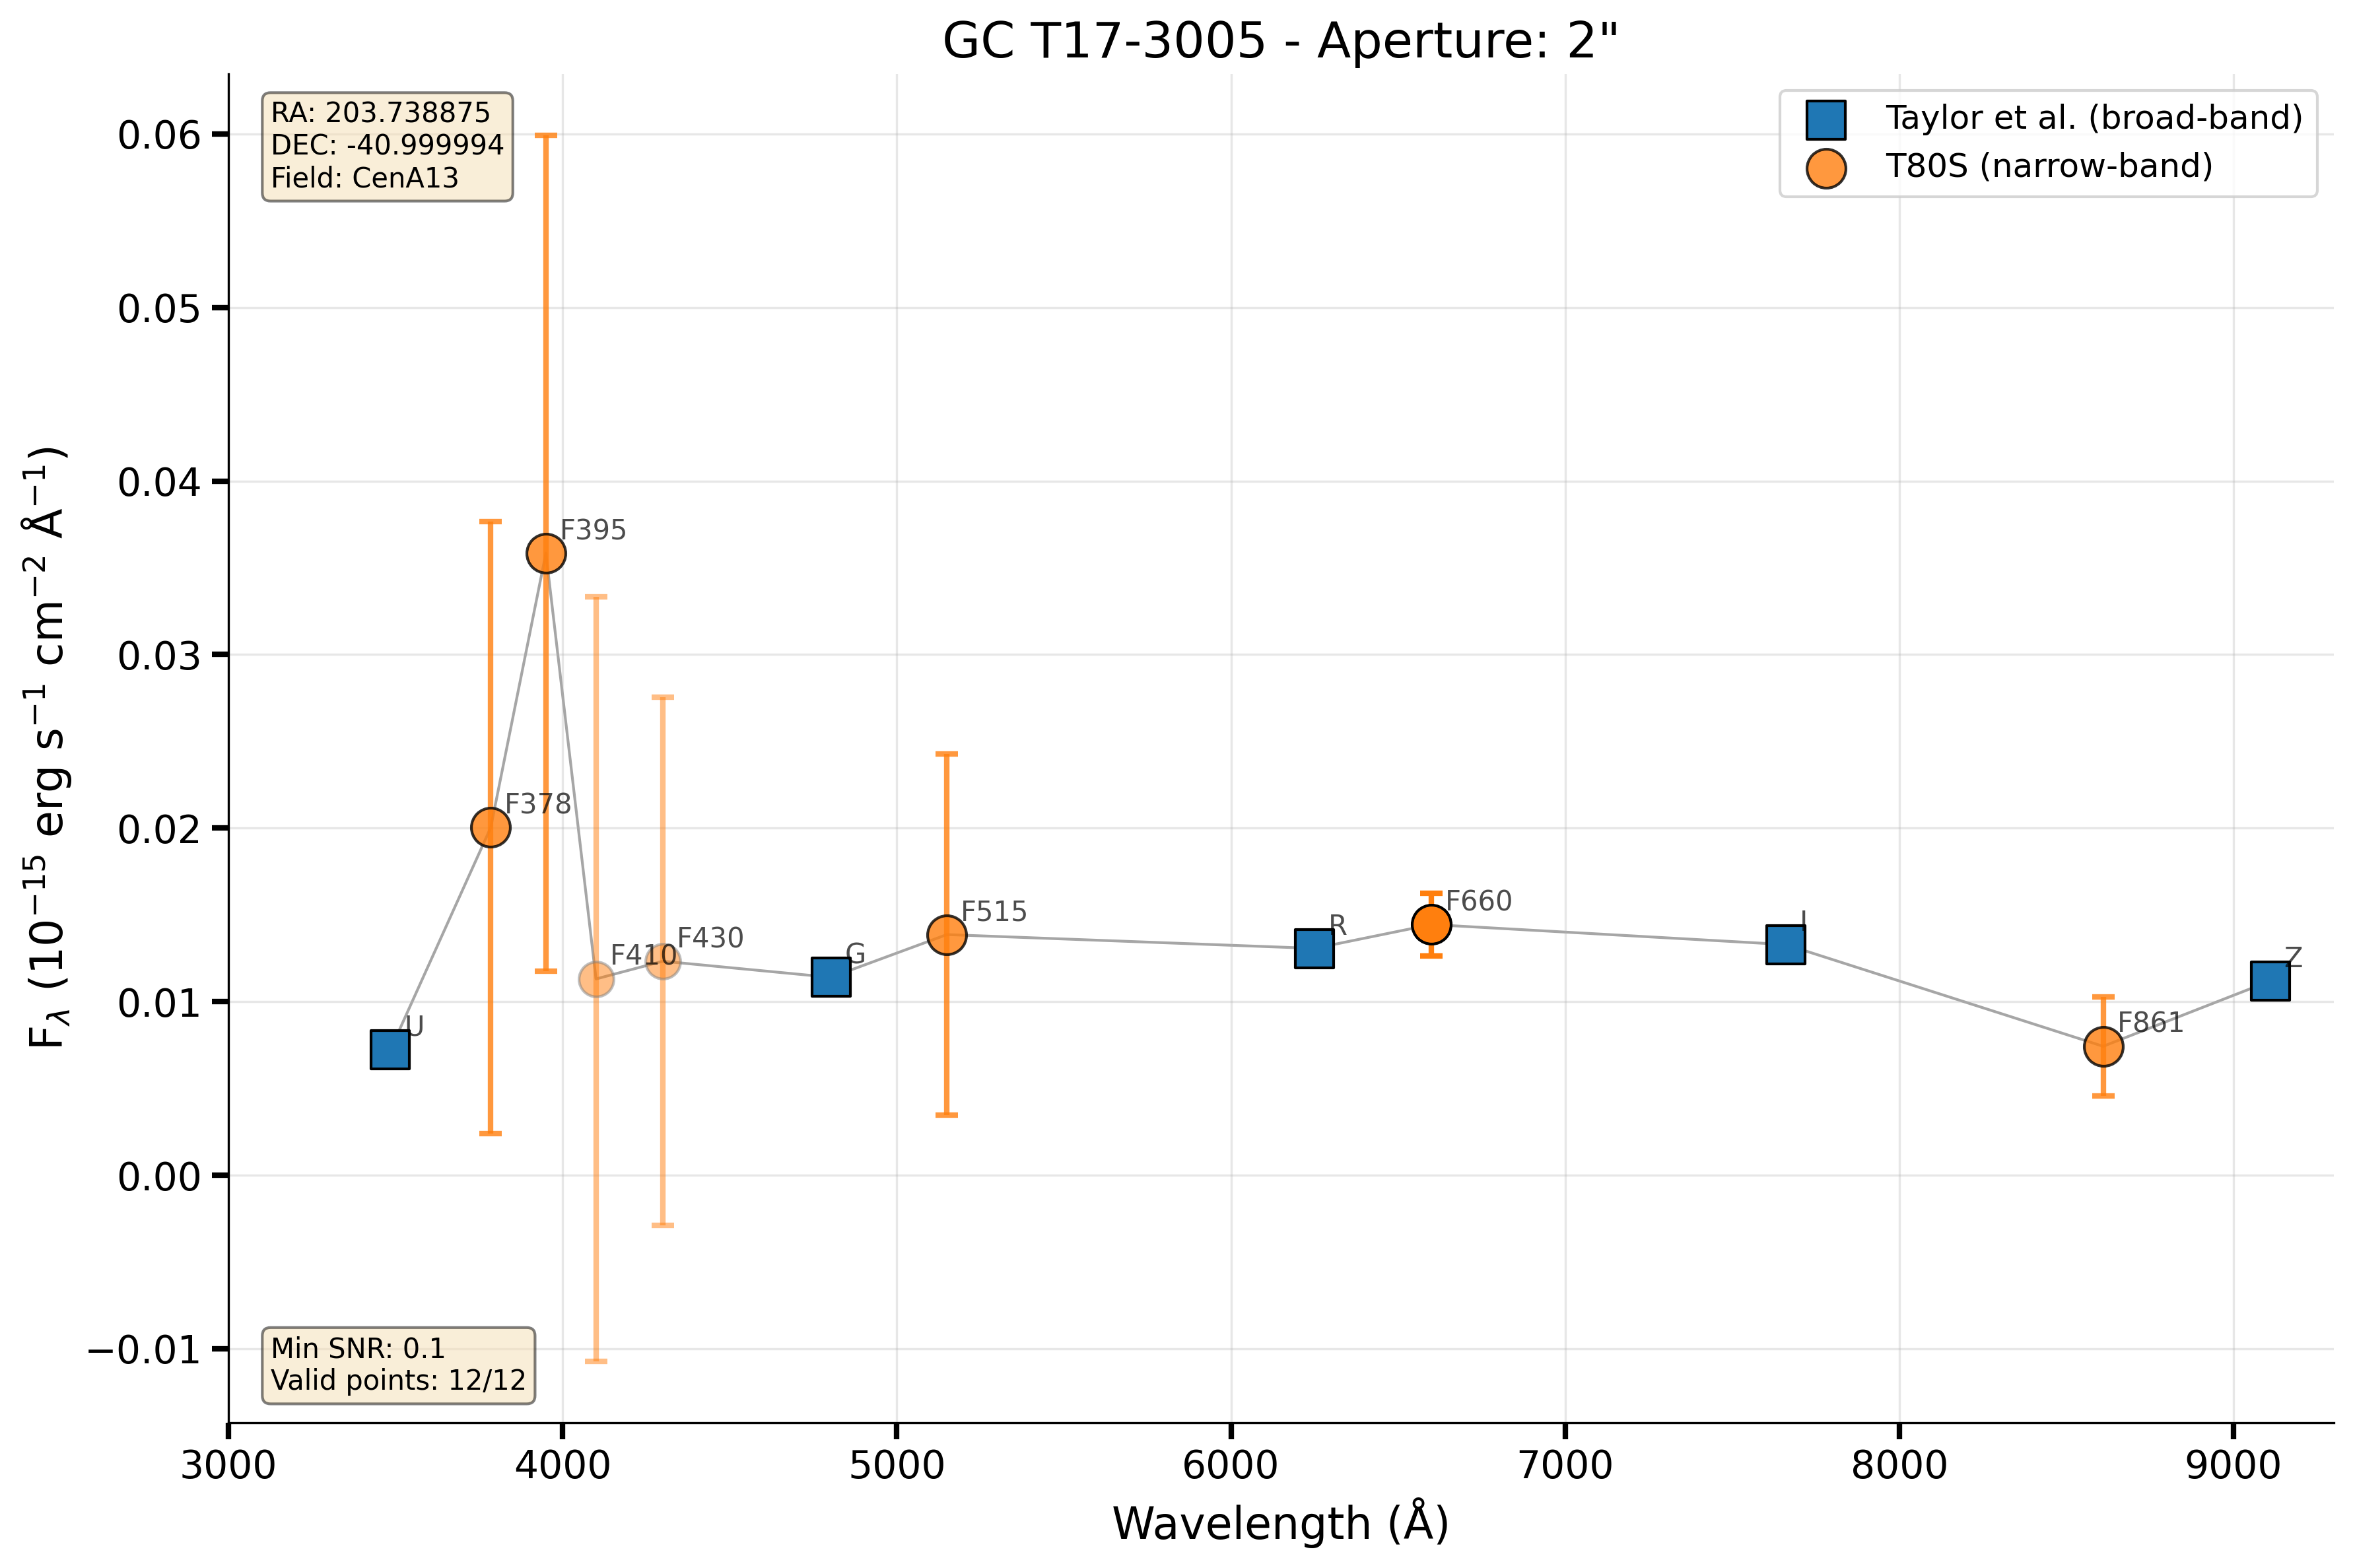 GC T17-3005 - Aperture: 2"
RA: 203.738875
DEC: -40.999994
Field: CenA13
Taylor et al. (broad-band)
T80S (narrow-band)
0.06
0.05
0.04
0.03
0.02
0.01
0.00
−0.01
F_λ (10⁻¹⁵ erg s⁻¹ cm⁻² Å⁻¹)
U
F378
F395
F410
F430
G
F515
R
F660
I
F861
Z
Min SNR: 0.1
Valid points: 12/12
3000 4000 5000 6000 7000 8000 9000
Wavelength (Å)